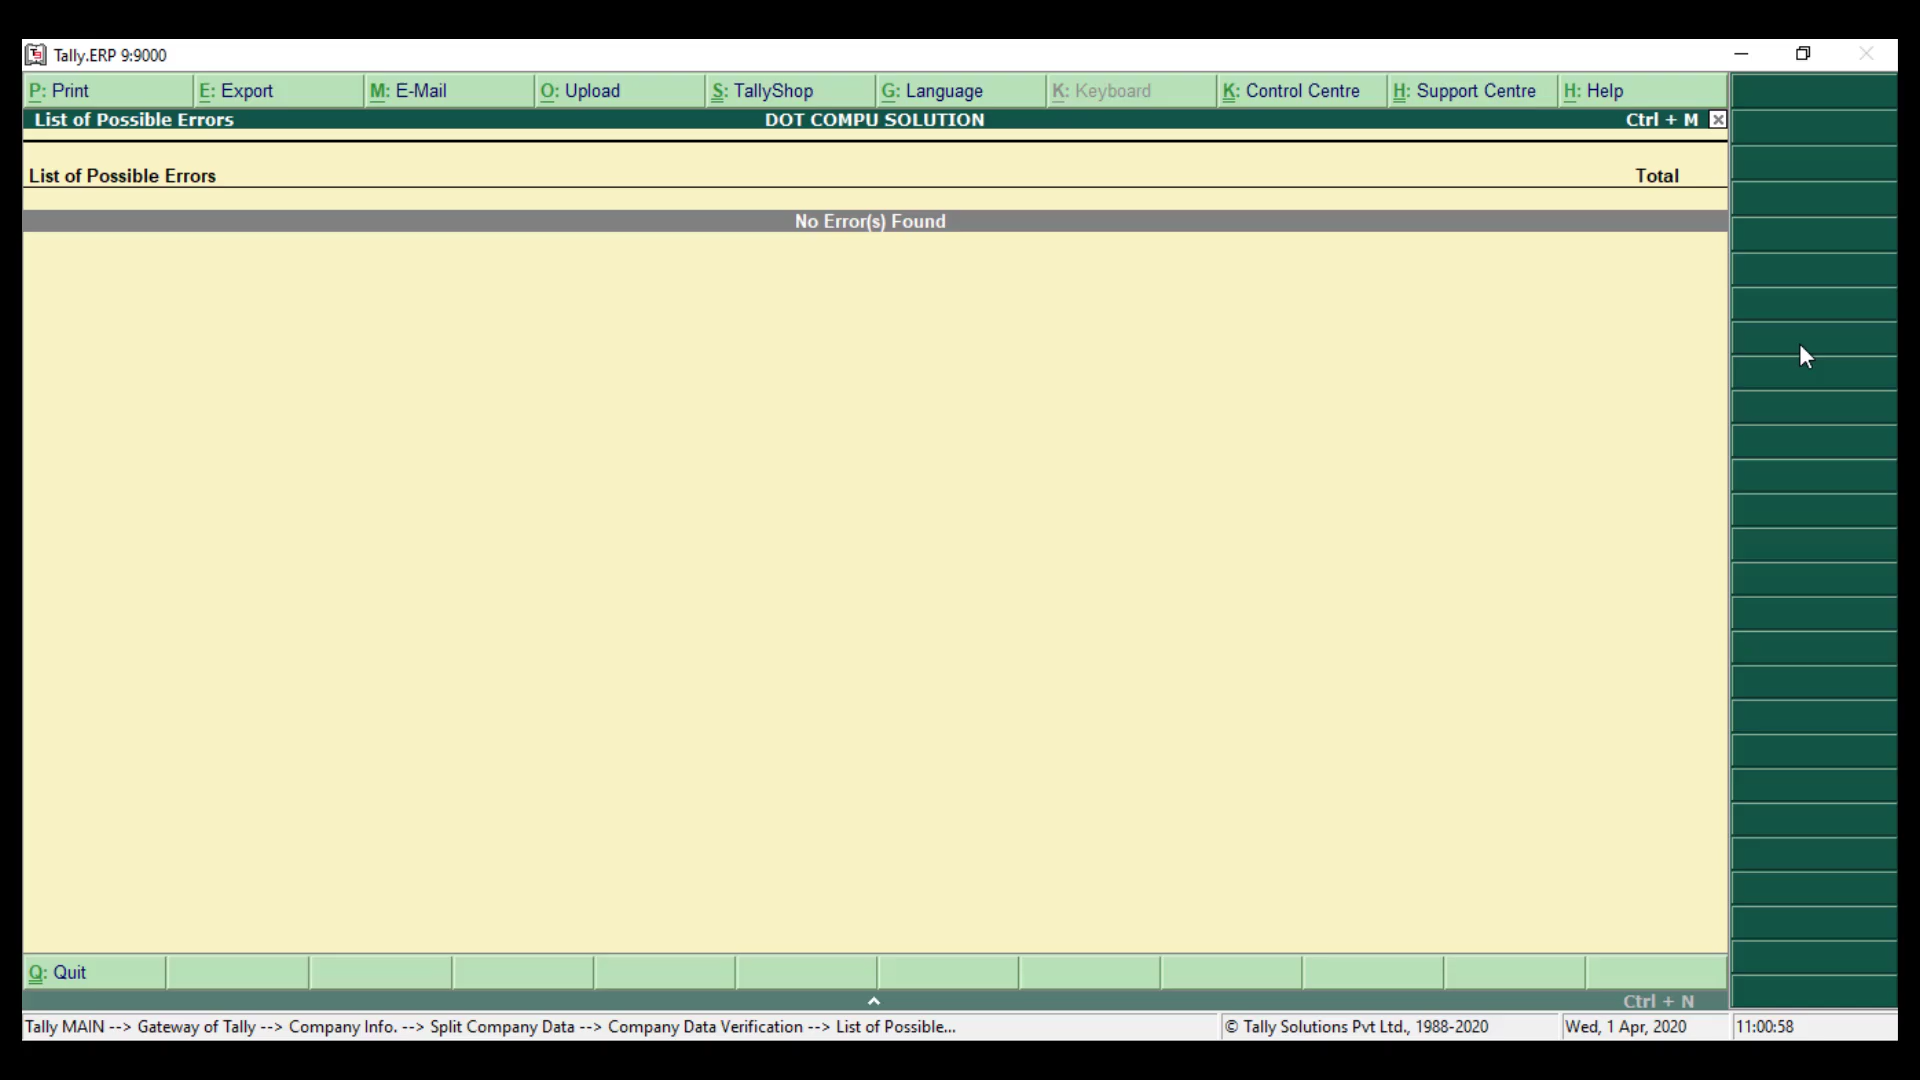 Tally.ERP 9:9000
P: Print E: Export M: E-Mail O: Upload S: TallyShop G: Language K: Keyboard K: Control Centre H: Support Centre H: Help
List of Possible Errors DOT COMPU SOLUTION Ctrl + M
List of Possible Errors Total
No Error(s) Found
Q: Quit
Ctrl + N
Tally MAIN --> Gateway of Tally --> Company Info. --> Split Company Data --> Company Data Verification --> List of Possible... © Tally Solutions Pvt Ltd., 1988-2020 Wed, 1 Apr, 2020 11:00:58